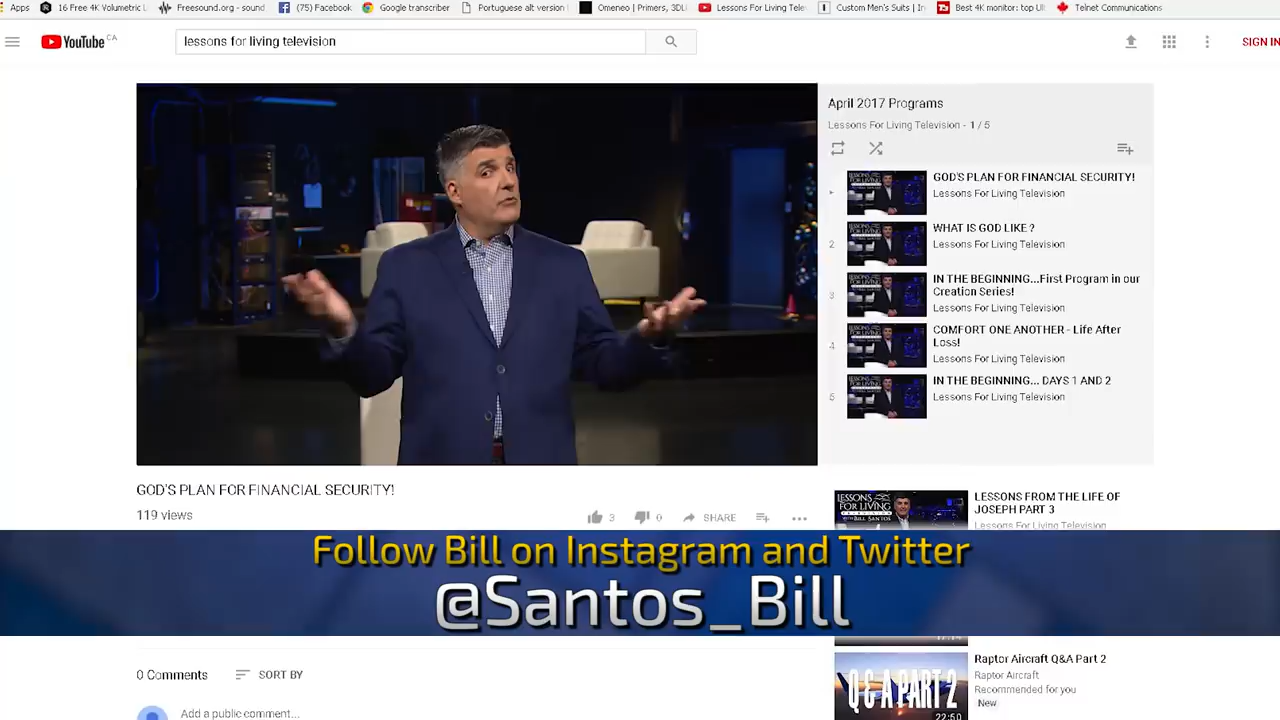 Apps
16 Free 4K Volumetric L
Freesound.org - sound
(75) Facebook
Google transcriber
Portuguese alt version
Omeneo | Primers, 3DL
Lessons For Living Tele
Custom Men's Suits | In
Best 4K monitor: top Ul
Telnet Communications
YouTube CA
lessons for living television
SIGN IN
April 2017 Programs
Lessons For Living Television - 1 / 5
GOD'S PLAN FOR FINANCIAL SECURITY!
Lessons For Living Television
2
WHAT IS GOD LIKE ?
Lessons For Living Television
3
IN THE BEGINNING...First Program in our
Creation Series!
Lessons For Living Television
4
COMFORT ONE ANOTHER - Life After
Loss!
Lessons For Living Television
5
IN THE BEGINNING... DAYS 1 AND 2
Lessons For Living Television
GOD'S PLAN FOR FINANCIAL SECURITY!
119 views
3
0
SHARE
LESSONS
FOR LIVING
TELEVISION
WITH BILL SANTOS
LESSONS FROM THE LIFE OF
JOSEPH PART 3
Lessons For Living Television
Follow Bill on Instagram and Twitter
@Santos_Bill
0 Comments
SORT BY
Add a public comment...
Q & A PART 2
22:50
Raptor Aircraft Q&A Part 2
Raptor Aircraft
Recommended for you
New